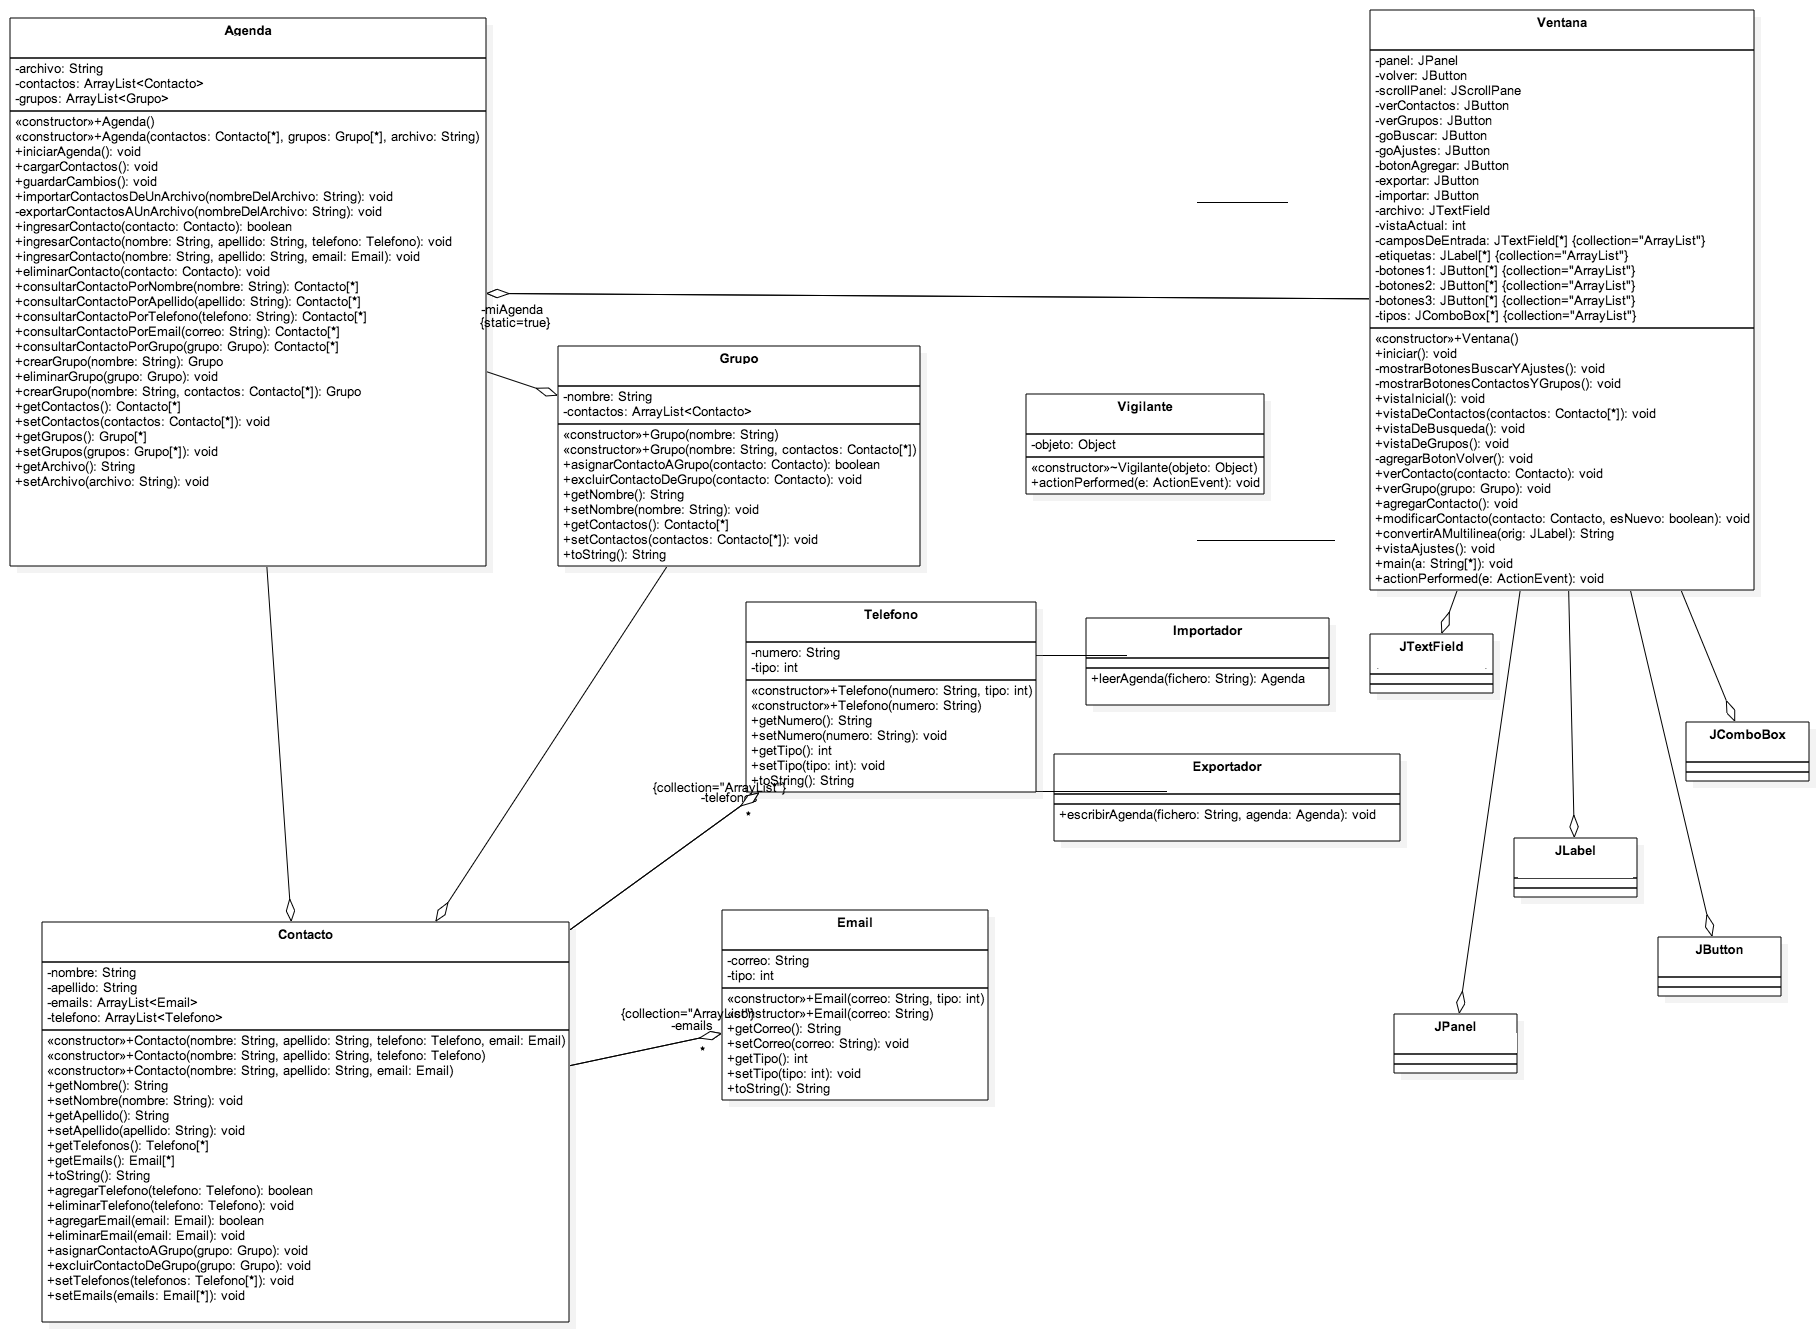 Agenda
-archivo: String
-contactos: ArrayList<Contacto>
-grupos: ArrayList<Grupo>
«constructor»+Agenda()
«constructor»+Agenda(contactos: Contacto[*], grupos: Grupo[*], archivo: String)
+iniciarAgenda(): void
+cargarContactos(): void
+guardarCambios(): void
+importarContactosDeUnArchivo(nombreDelArchivo: String): void
-exportarContactosAUnArchivo(nombreDelArchivo: String): void
+ingresarContacto(contacto: Contacto): boolean
+ingresarContacto(nombre: String, apellido: String, telefono: Telefono): void
+ingresarContacto(nombre: String, apellido: String, email: Email): void
+eliminarContacto(contacto: Contacto): void
+consultarContactoPorNombre(nombre: String): Contacto[*]
+consultarContactoPorApellido(apellido: String): Contacto[*]
+consultarContactoPorTelefono(telefono: String): Contacto[*]
+consultarContactoPorEmail(correo: String): Contacto[*]
+consultarContactoPorGrupo(grupo: Grupo): Contacto[*]
+crearGrupo(nombre: String): Grupo
+eliminarGrupo(grupo: Grupo): void
+crearGrupo(nombre: String, contactos: Contacto[*]): Grupo
+getContactos(): Contacto[*]
+setContactos(contactos: Contacto[*]): void
+getGrupos(): Grupo[*]
+setGrupos(grupos: Grupo[*]): void
+getArchivo(): String
+setArchivo(archivo: String): void
-miAgenda
{static=true}
Grupo
-nombre: String
-contactos: ArrayList<Contacto>
«constructor»+Grupo(nombre: String)
«constructor»+Grupo(nombre: String, contactos: Contacto[*])
+asignarContactoAGrupo(contacto: Contacto): boolean
+excluirContactoDeGrupo(contacto: Contacto): void
+getNombre(): String
+setNombre(nombre: String): void
+getContactos(): Contacto[*]
+setContactos(contactos: Contacto[*]): void
+toString(): String
Vigilante
-objeto: Object
«constructor»~Vigilante(objeto: Object)
+actionPerformed(e: ActionEvent): void
Ventana
-panel: JPanel
-volver: JButton
-scrollPanel: JScrollPane
-verContactos: JButton
-verGrupos: JButton
-goBuscar: JButton
-goAjustes: JButton
-botonAgregar: JButton
-exportar: JButton
-importar: JButton
-archivo: JTextField
-vistaActual: int
-camposDeEntrada: JTextField[*] {collection="ArrayList"}
-etiquetas: JLabel[*] {collection="ArrayList"}
-botones1: JButton[*] {collection="ArrayList"}
-botones2: JButton[*] {collection="ArrayList"}
-botones3: JButton[*] {collection="ArrayList"}
-tipos: JComboBox[*] {collection="ArrayList"}
«constructor»+Ventana()
+iniciar(): void
-mostrarBotonesBuscarYAjustes(): void
-mostrarBotonesContactosYGrupos(): void
+vistaInicial(): void
+vistaDeContactos(contactos: Contacto[*]): void
+vistaDeBusqueda(): void
+vistaDeGrupos(): void
-agregarBotonVolver(): void
+verContacto(contacto: Contacto): void
+verGrupo(grupo: Grupo): void
+agregarContacto(): void
+modificarContacto(contacto: Contacto, esNuevo: boolean): void
+convertirAMultilinea(orig: JLabel): String
+vistaAjustes(): void
+main(a: String[*]): void
+actionPerformed(e: ActionEvent): void
Telefono
-numero: String
-tipo: int
«constructor»+Telefono(numero: String, tipo: int)
«constructor»+Telefono(numero: String)
+getNumero(): String
+setNumero(numero: String): void
+getTipo(): int
+setTipo(tipo: int): void
+toString(): String
{collection="ArrayList"}
*
Importador
+leerAgenda(fichero: String): Agenda
Exportador
+escribirAgenda(fichero: String, agenda: Agenda): void
JTextField
JComboBox
JLabel
JButton
JPanel
Contacto
-nombre: String
-apellido: String
-emails: ArrayList<Email>
-telefono: ArrayList<Telefono>
«constructor»+Contacto(nombre: String, apellido: String, telefono: Telefono, email: Email)
«constructor»+Contacto(nombre: String, apellido: String, telefono: Telefono)
«constructor»+Contacto(nombre: String, apellido: String, email: Email)
+getNombre(): String
+setNombre(nombre: String): void
+getApellido(): String
+setApellido(apellido: String): void
+getTelefonos(): Telefono[*]
+getEmails(): Email[*]
+toString(): String
+agregarTelefono(telefono: Telefono): boolean
+eliminarTelefono(telefono: Telefono): void
+agregarEmail(email: Email): boolean
+eliminarEmail(email: Email): void
+asignarContactoAGrupo(grupo: Grupo): void
+excluirContactoDeGrupo(grupo: Grupo): void
+setTelefonos(telefonos: Telefono[*]): void
+setEmails(emails: Email[*]): void
Email
-correo: String
-tipo: int
«constructor»+Email(correo: String, tipo: int)
«constructor»+Email(correo: String)
+getCorreo(): String
+setCorreo(correo: String): void
+getTipo(): int
+setTipo(tipo: int): void
+toString(): String
{collection="ArrayList"}
-emails
*